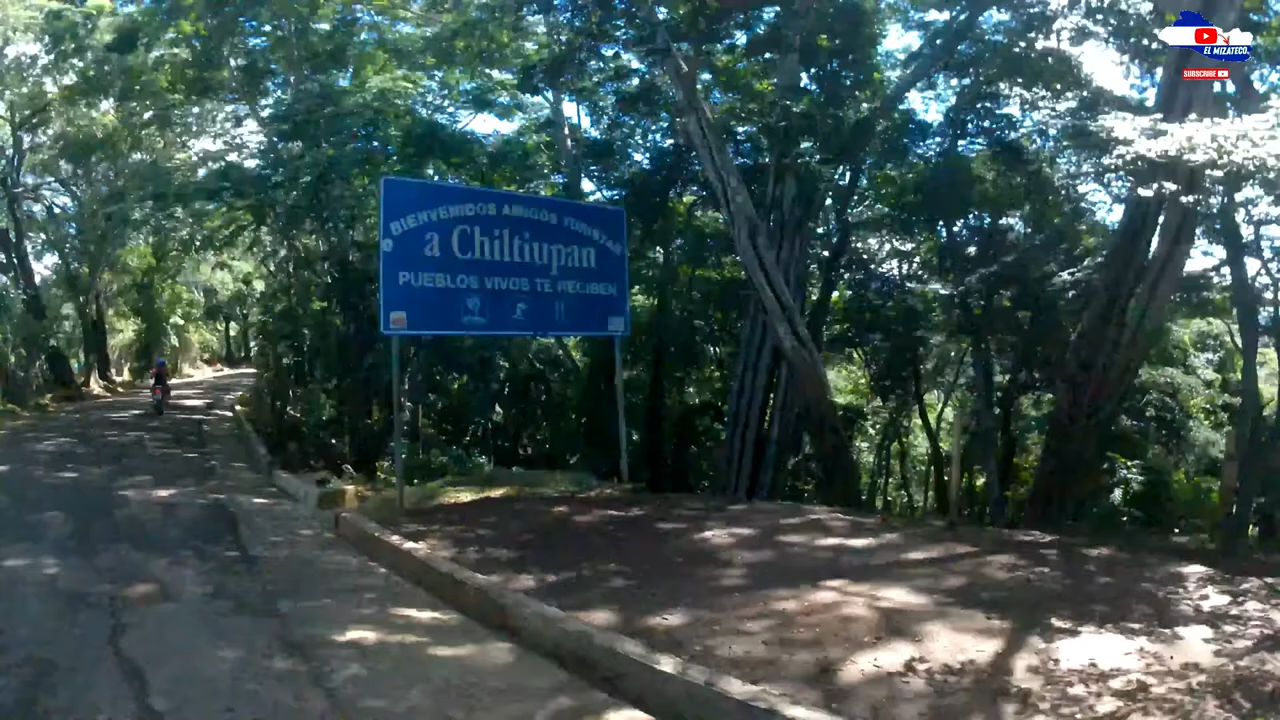 BIENVENIDOS AMIGOS TURISTAS
a Chiltiupan
PUEBLOS VIVOS TE RECIBEN
EL MIZATECO.
SUBSCRIBE